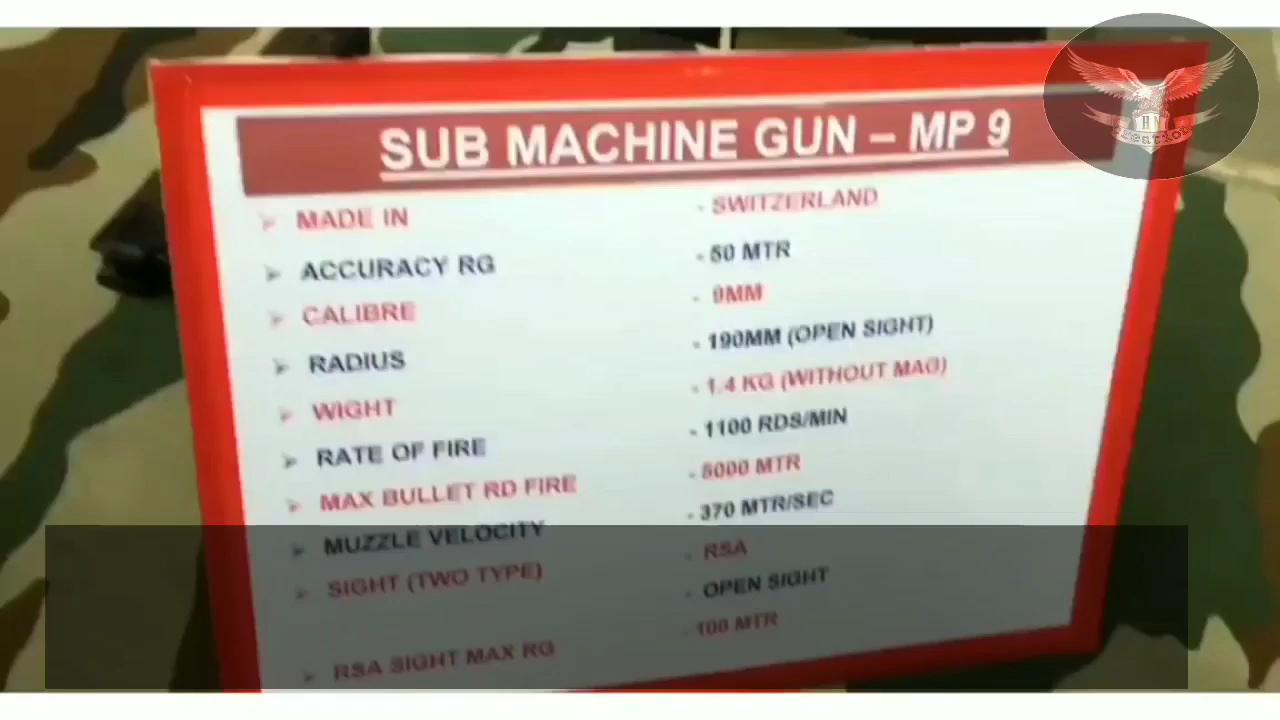 SUB MACHINE GUN – MP 9
MADE IN - SWITZERLAND
ACCURACY RG - 50 MTR
CALIBRE - 9MM
RADIUS - 190MM (OPEN SIGHT)
WIGHT - 1.4 KG (WITHOUT MAG)
RATE OF FIRE - 1100 RDS/MIN
MAX BULLET RD FIRE - 5000 MTR
MUZZLE VELOCITY - 370 MTR/SEC
SIGHT (TWO TYPE) - RSA
- OPEN SIGHT
RSA SIGHT MAX RG - 100 MTR